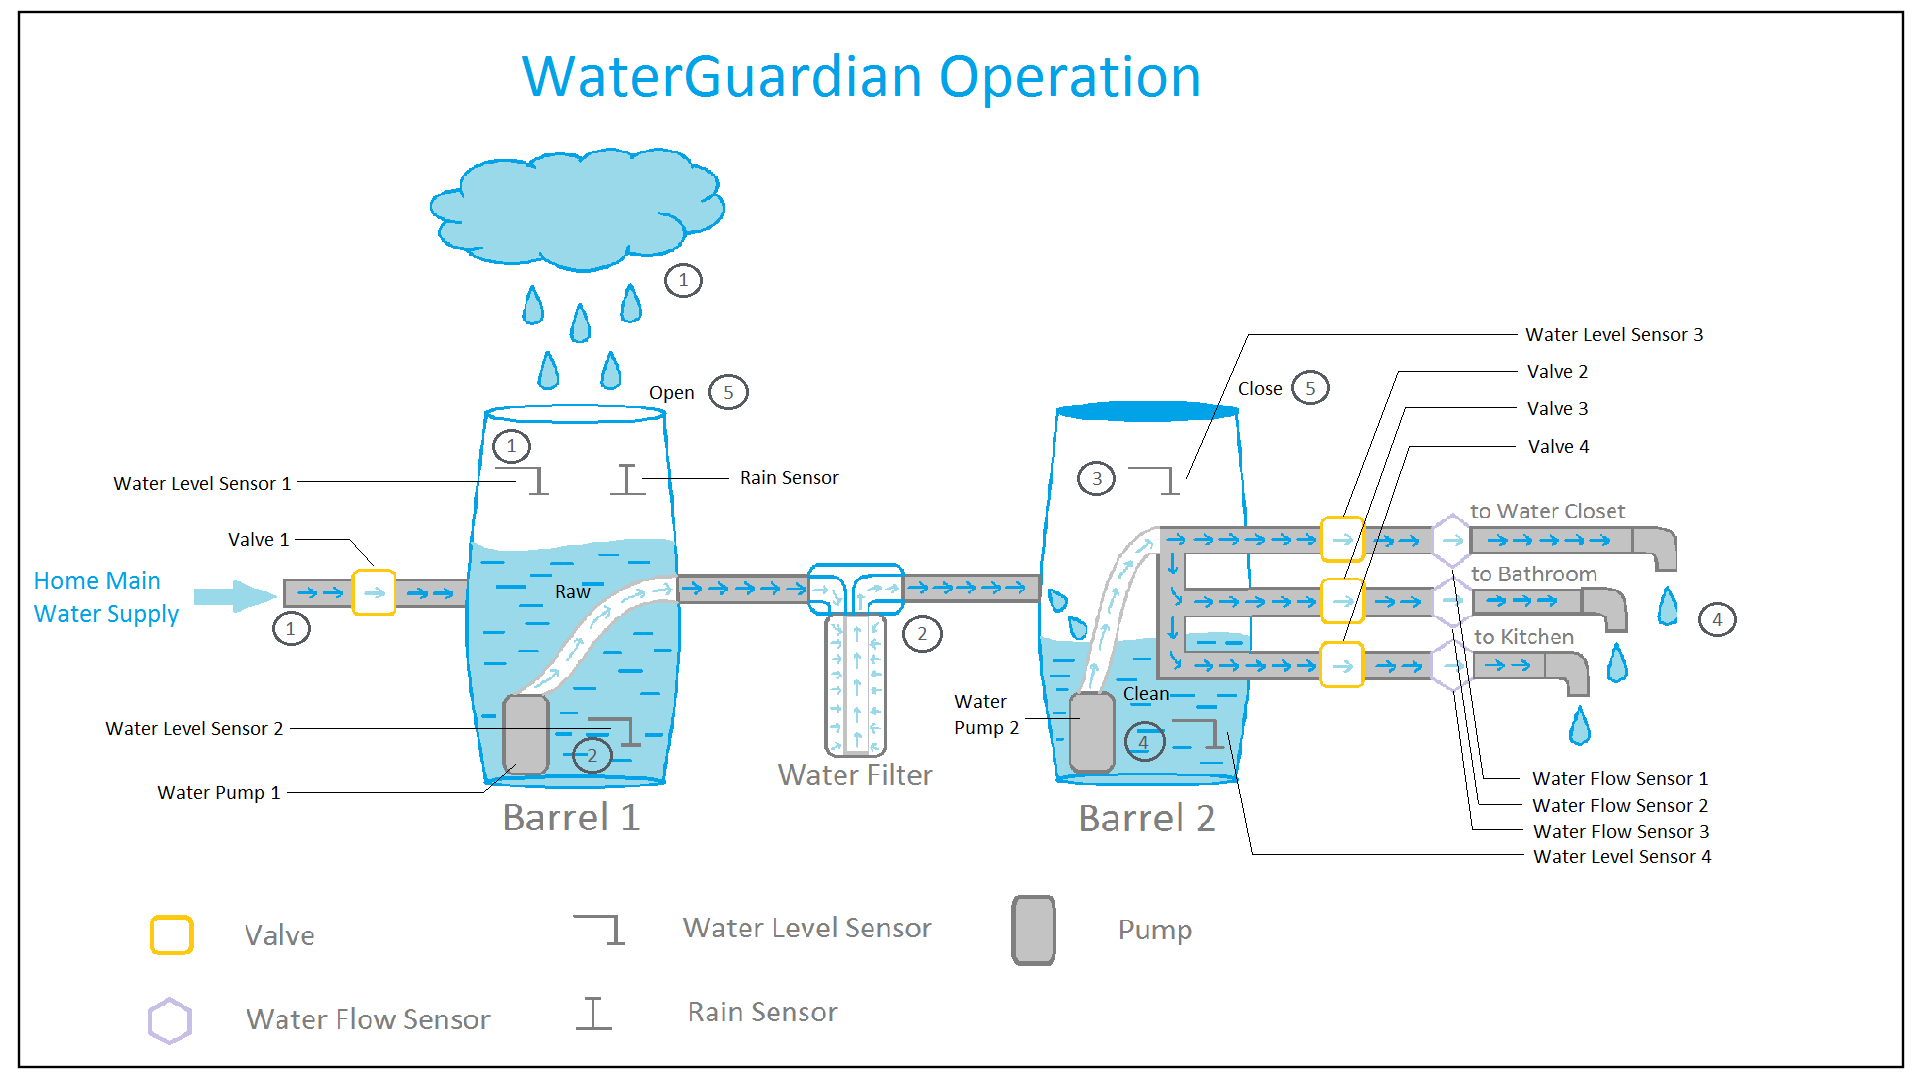 WaterGuardian Operation
1
Water Level Sensor 3
Valve 2
Open
5
Close
5
Valve 3
1
Valve 4
Water Level Sensor 1
Rain Sensor
3
to Water Closet
Valve 1
Home Main
Water Supply
Raw
to Bathroom
1
2
4
to Kitchen
Water
Pump 2
Clean
Water Level Sensor 2
2
4
Water Filter
Water Pump 1
Water Flow Sensor 1
Water Flow Sensor 2
Barrel 1
Barrel 2
Water Flow Sensor 3
Water Level Sensor 4
Valve
Water Level Sensor
Pump
Water Flow Sensor
Rain Sensor